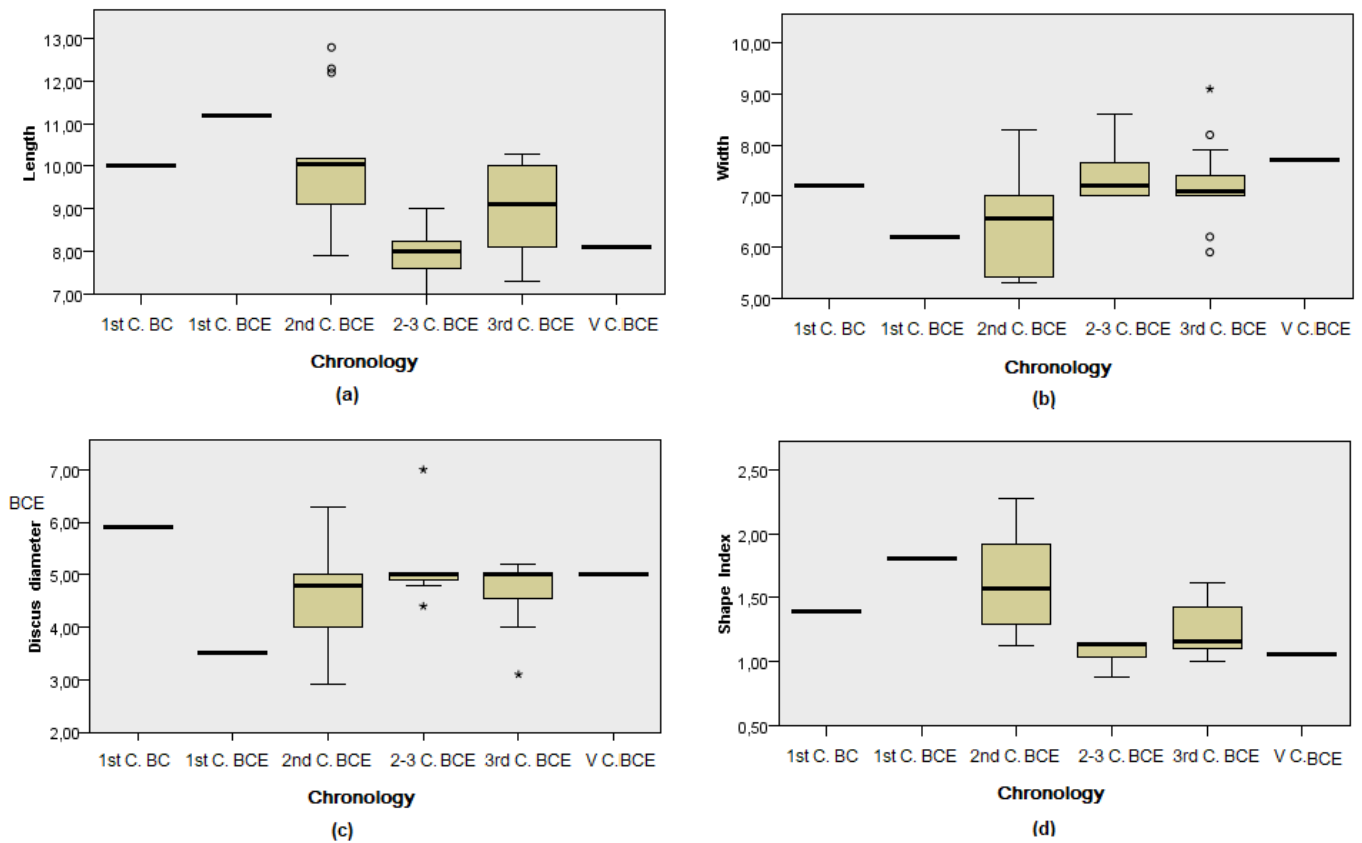 13,00
12,00
11,00
10,00
9,00
8,00
7,00
Length
1st C. BC 1st C. BCE 2nd C. BCE 2-3 C. BCE 3rd C. BCE V C.BCE
Chronology
(a)
10,00
9,00
8,00
7,00
6,00
5,00
Width
1st C. BC 1st C. BCE 2nd C. BCE 2-3 C. BCE 3rd C. BCE V C.BCE
Chronology
(b)
7,00
BCE
6,00
5,00
4,00
3,00
2,00
Discus diameter
1st C. BC 1st C. BCE 2nd C. BCE 2-3 C. BCE 3rd C. BCE V C.BCE
Chronology
(c)
2,50
2,00
1,50
1,00
0,50
Shape Index
1st C. BC 1st C. BCE 2nd C. BCE 2-3 C. BCE 3rd C. BCE V C.BCE
Chronology
(d)